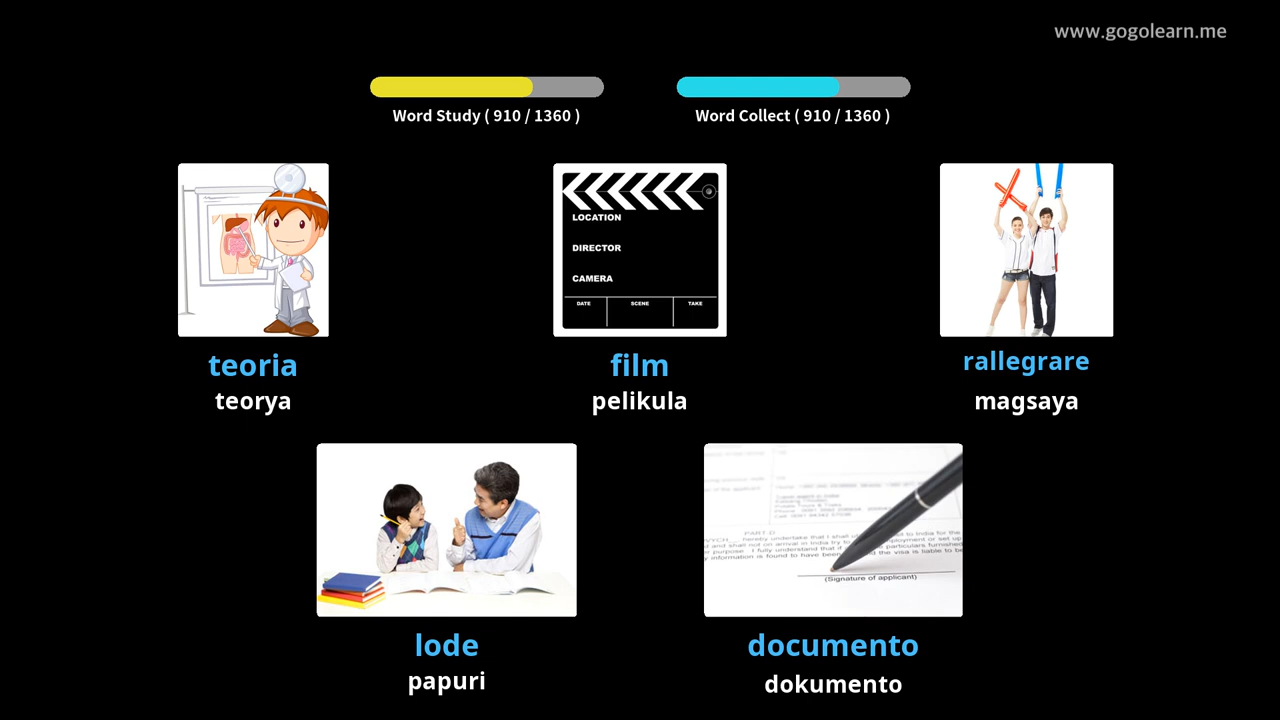 www.gogolearn.me
Word Study ( 910 / 1360 )
Word Collect ( 910 / 1360 )
LOCATION
DIRECTOR
CAMERA
DATE SCENE TAKE
teoria
teorya
film
pelikula
rallegrare
magsaya
PART D
(Signature of applicant)
lode
papuri
documento
dokumento